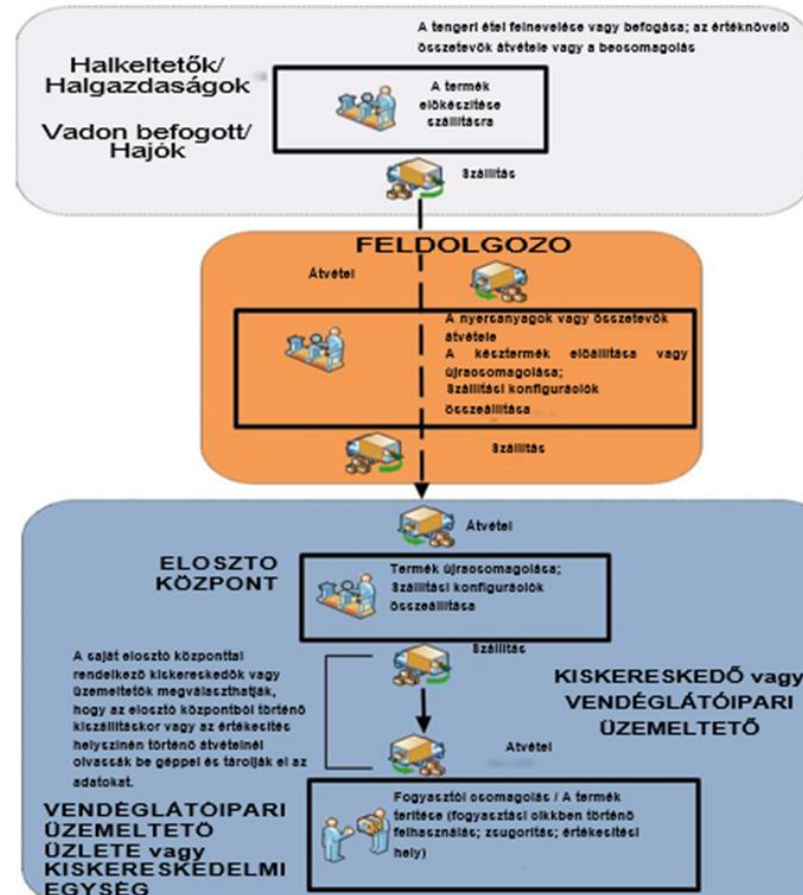 A tengeri étel felnevelése vagy befogása; az értéknövelő
összetevők átvétele vagy a becsomagolás
Halkeltetők/
Halgazdaságok
Vadon befogott/
Hajók
A termék
előkészítése
szállításra
Szállítás
FELDOLGOZO
Átvétel
A nyersanyagok vagy összetevők
átvétele
A késztermék előállítása vagy
újracsomagolása;
Szállítási konfigurációk
összeállítása
Szállítás
Átvétel
ELOSZTO
KÖZPONT
Termék újracsomagolása;
Szállítási konfigurációk
összeállítása
Szállítás
A saját elosztó központtal
rendelkező kiskereskedők vagy
üzemeltetők megválaszthatják,
hogy az elosztó központból történő
kiszállításkor vagy az értékesítés
helyszínén történő átvételnél
olvassák be géppel és tárolják el az
adatokat.
KISKERESKEDŐ vagy
VENDÉGLÁTÓIPARI
ÜZEMELTETŐ
Átvétel
VENDÉGLÁTÓIPARI
ÜZEMELTETŐ
ÜZLETE vagy
KISKERESKEDELMI
EGYSÉG
Fogyasztói csomagolás / A termék
terítése (fogyasztási cikkben történő
felhasználás; zsugorítás; értékesítési
hely)